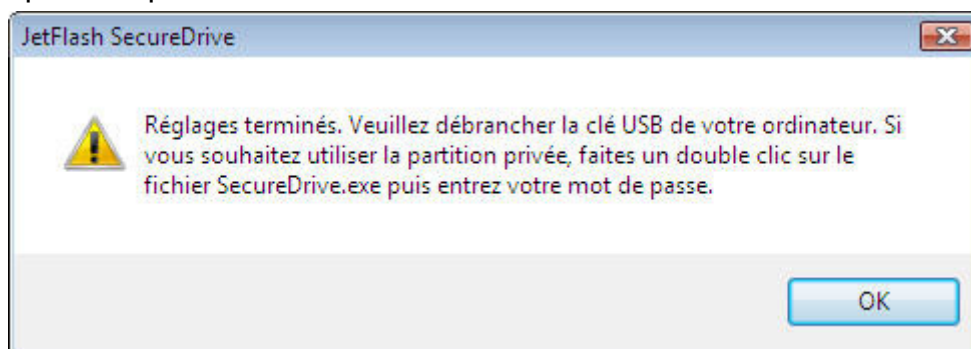 JetFlash SecureDrive
Réglages terminés. Veuillez débrancher la clé USB de votre ordinateur. Si
vous souhaitez utiliser la partition privée, faites un double clic sur le
fichier SecureDrive.exe puis entrez votre mot de passe.
OK